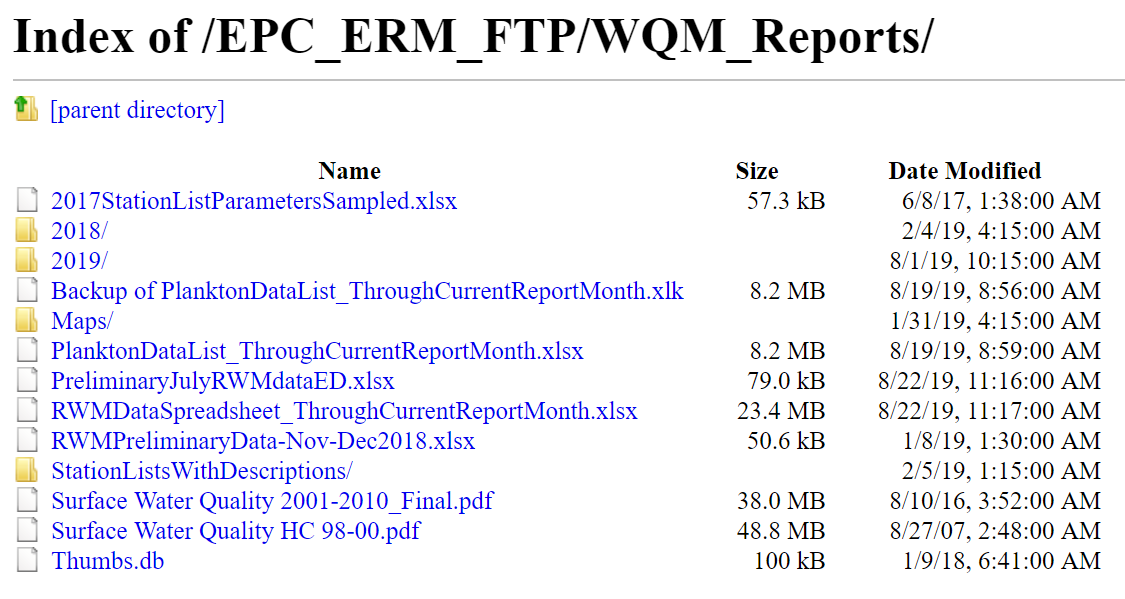 Index of /EPC_ERM_FTP/WQM_Reports/
[parent directory]
Name Size Date Modified
2017StationListParametersSampled.xlsx 57.3 kB 6/8/17, 1:38:00 AM
2018/ 2/4/19, 4:15:00 AM
2019/ 8/1/19, 10:15:00 AM
Backup of PlanktonDataList_ThroughCurrentReportMonth.xlk 8.2 MB 8/19/19, 8:56:00 AM
Maps/ 1/31/19, 4:15:00 AM
PlanktonDataList_ThroughCurrentReportMonth.xlsx 8.2 MB 8/19/19, 8:59:00 AM
PreliminaryJulyRWMdataED.xlsx 79.0 kB 8/22/19, 11:16:00 AM
RWMDataSpreadsheet_ThroughCurrentReportMonth.xlsx 23.4 MB 8/22/19, 11:17:00 AM
RWMPreliminaryData-Nov-Dec2018.xlsx 50.6 kB 1/8/19, 1:30:00 AM
StationListsWithDescriptions/ 2/5/19, 1:15:00 AM
Surface Water Quality 2001-2010_Final.pdf 38.0 MB 8/10/16, 3:52:00 AM
Surface Water Quality HC 98-00.pdf 48.8 MB 8/27/07, 2:48:00 AM
Thumbs.db 100 kB 1/9/18, 6:41:00 AM